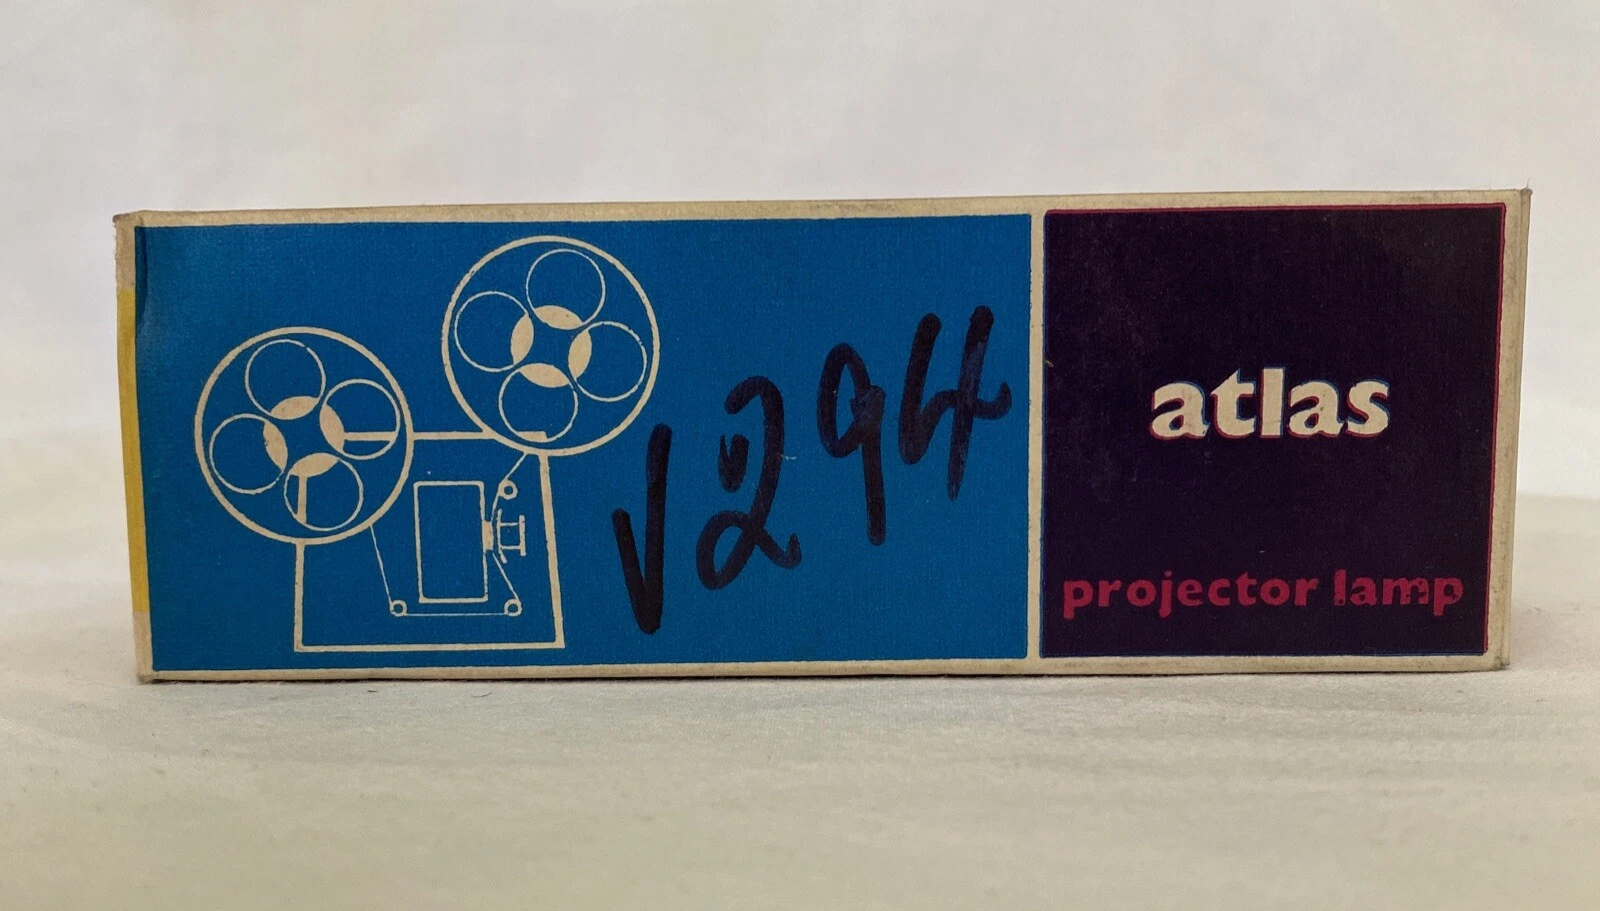 V294
atlas
projector lamp